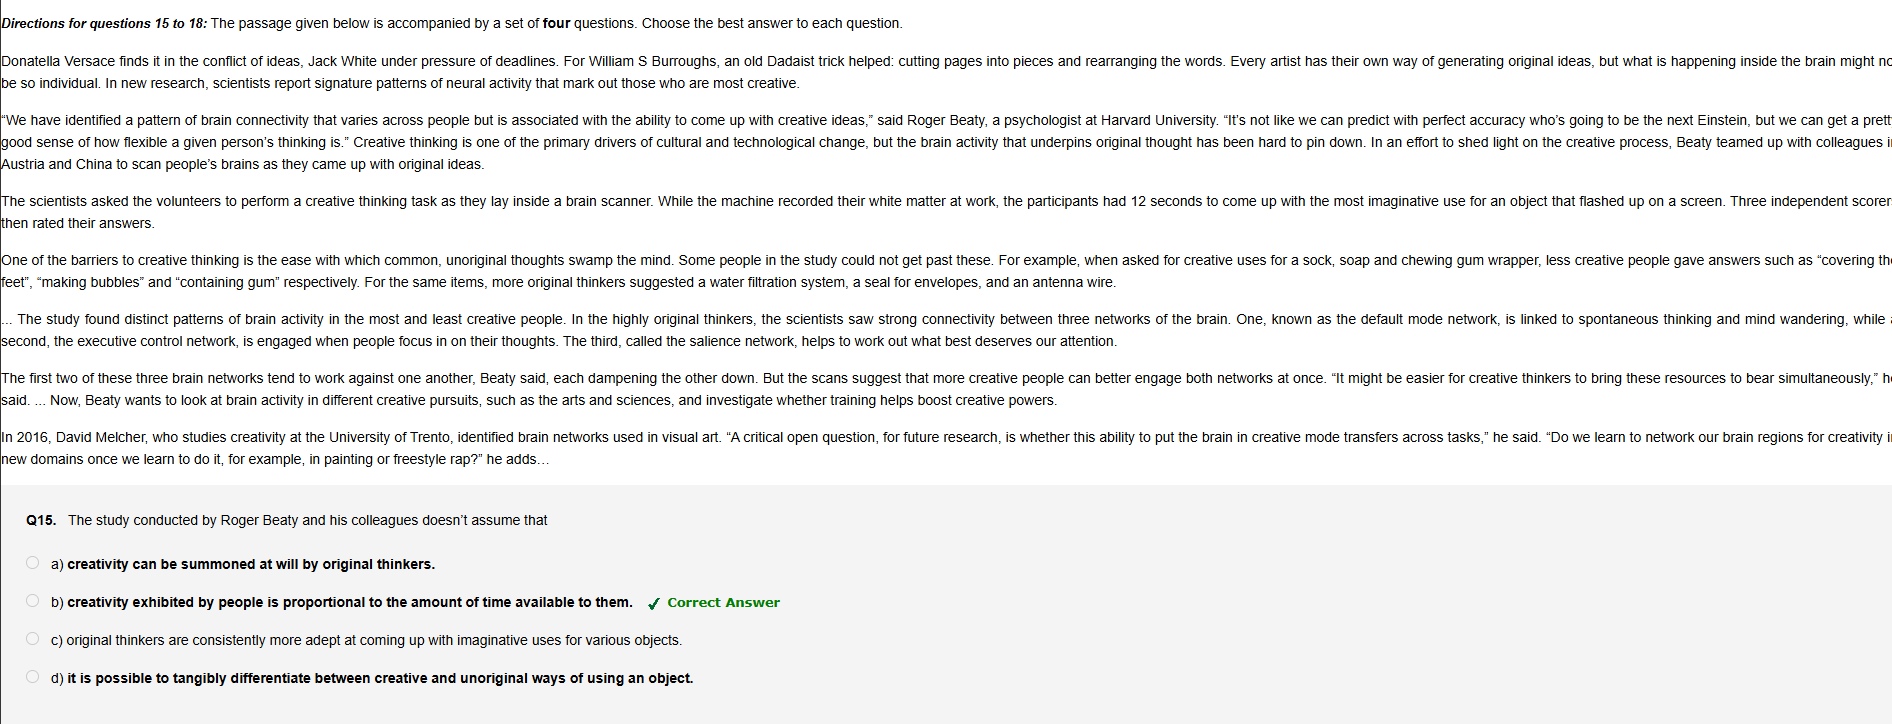 Directions for questions 15 to 18: The passage given below is accompanied by a set of four questions. Choose the best answer to each question.
Donatella Versace finds it in the conflict of ideas, Jack White under pressure of deadlines. For William S Burroughs, an old Dadaist trick helped: cutting pages into pieces and rearranging the words. Every artist has their own way of generating original ideas, but what is happening inside the brain might
be so individual. In new research, scientists report signature patterns of neural activity that mark out those who are most creative.
“We have identified a pattern of brain connectivity that varies across people but is associated with the ability to come up with creative ideas,” said Roger Beaty, a psychologist at Harvard University. “It’s not like we can predict with perfect accuracy who’s going to be the next Einstein, but we can get a
good sense of how flexible a given person’s thinking is.” Creative thinking is one of the primary drivers of cultural and technological change, but the brain activity that underpins original thought has been hard to pin down. In an effort to shed light on the creative process, Beaty teamed up with colleagues
Austria and China to scan people’s brains as they came up with original ideas.
The scientists asked the volunteers to perform a creative thinking task as they lay inside a brain scanner. While the machine recorded their white matter at work, the participants had 12 seconds to come up with the most imaginative use for an object that flashed up on a screen. Three independent
then rated their answers.
One of the barriers to creative thinking is the ease with which common, unoriginal thoughts swamp the mind. Some people in the study could not get past these. For example, when asked for creative uses for a sock, soap and chewing gum wrapper, less creative people gave answers such as “covering
feet”, “making bubbles” and “containing gum” respectively. For the same items, more original thinkers suggested a water filtration system, a seal for envelopes, and an antenna wire.
... The study found distinct patterns of brain activity in the most and least creative people. In the highly original thinkers, the scientists saw strong connectivity between three networks of the brain. One, known as the default mode network, is linked to spontaneous thinking and mind wandering, while
second, the executive control network, is engaged when people focus in on their thoughts. The third, called the salience network, helps to work out what best deserves our attention.
The first two of these three brain networks tend to work against one another, Beaty said, each dampening the other down. But the scans suggest that more creative people can better engage both networks at once. “It might be easier for creative thinkers to bring these resources to bear simultaneously,”
said. ... Now, Beaty wants to look at brain activity in different creative pursuits, such as the arts and sciences, and investigate whether training helps boost creative powers.
In 2016, David Melcher, who studies creativity at the University of Trento, identified brain networks used in visual art. “A critical open question, for future research, is whether this ability to put the brain in creative mode transfers across tasks,” he said. “Do we learn to network our brain regions for creativity
new domains once we learn to do it, for example, in painting or freestyle rap?” he adds…
Q15. The study conducted by Roger Beaty and his colleagues doesn’t assume that
a) creativity can be summoned at will by original thinkers.
b) creativity exhibited by people is proportional to the amount of time available to them. ✓ Correct Answer
c) original thinkers are consistently more adept at coming up with imaginative uses for various objects.
d) it is possible to tangibly differentiate between creative and unoriginal ways of using an object.